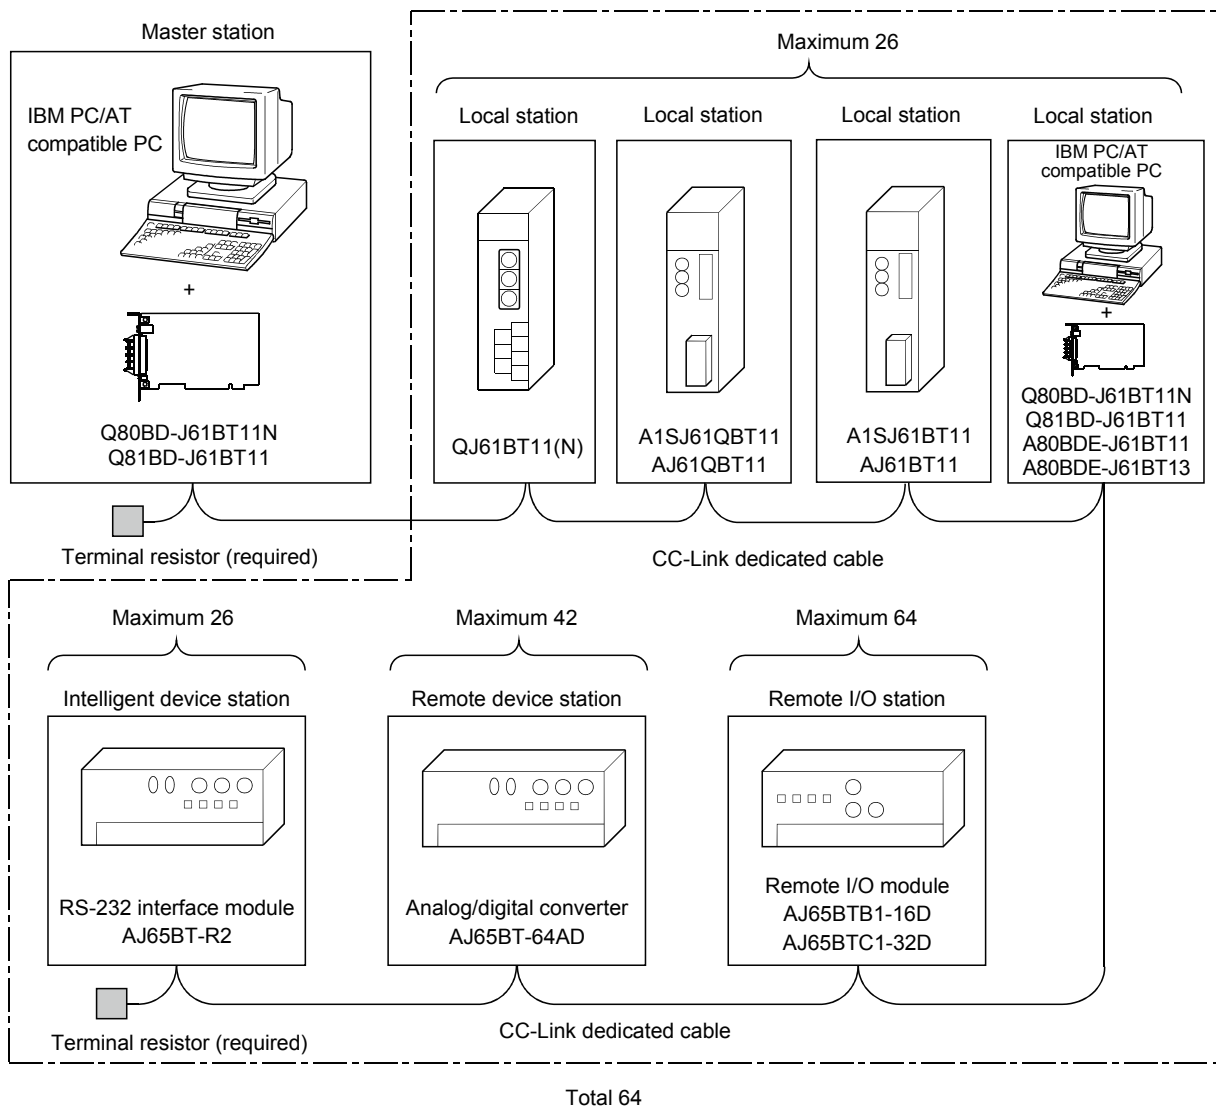 Master station
IBM PC/AT
compatible PC
+
Q80BD-J61BT11N
Q81BD-J61BT11
Terminal resistor (required)
Maximum 26
Local station
QJ61BT11(N)
Local station
A1SJ61QBT11
AJ61QBT11
Local station
A1SJ61BT11
AJ61BT11
Local station
IBM PC/AT
compatible PC
+
Q80BD-J61BT11N
Q81BD-J61BT11
A80BDE-J61BT11
A80BDE-J61BT13
CC-Link dedicated cable
Maximum 26
Intelligent device station
RS-232 interface module
AJ65BT-R2
Maximum 42
Remote device station
Analog/digital converter
AJ65BT-64AD
Maximum 64
Remote I/O station
Remote I/O module
AJ65BTB1-16D
AJ65BTC1-32D
Terminal resistor (required)
CC-Link dedicated cable
Total 64